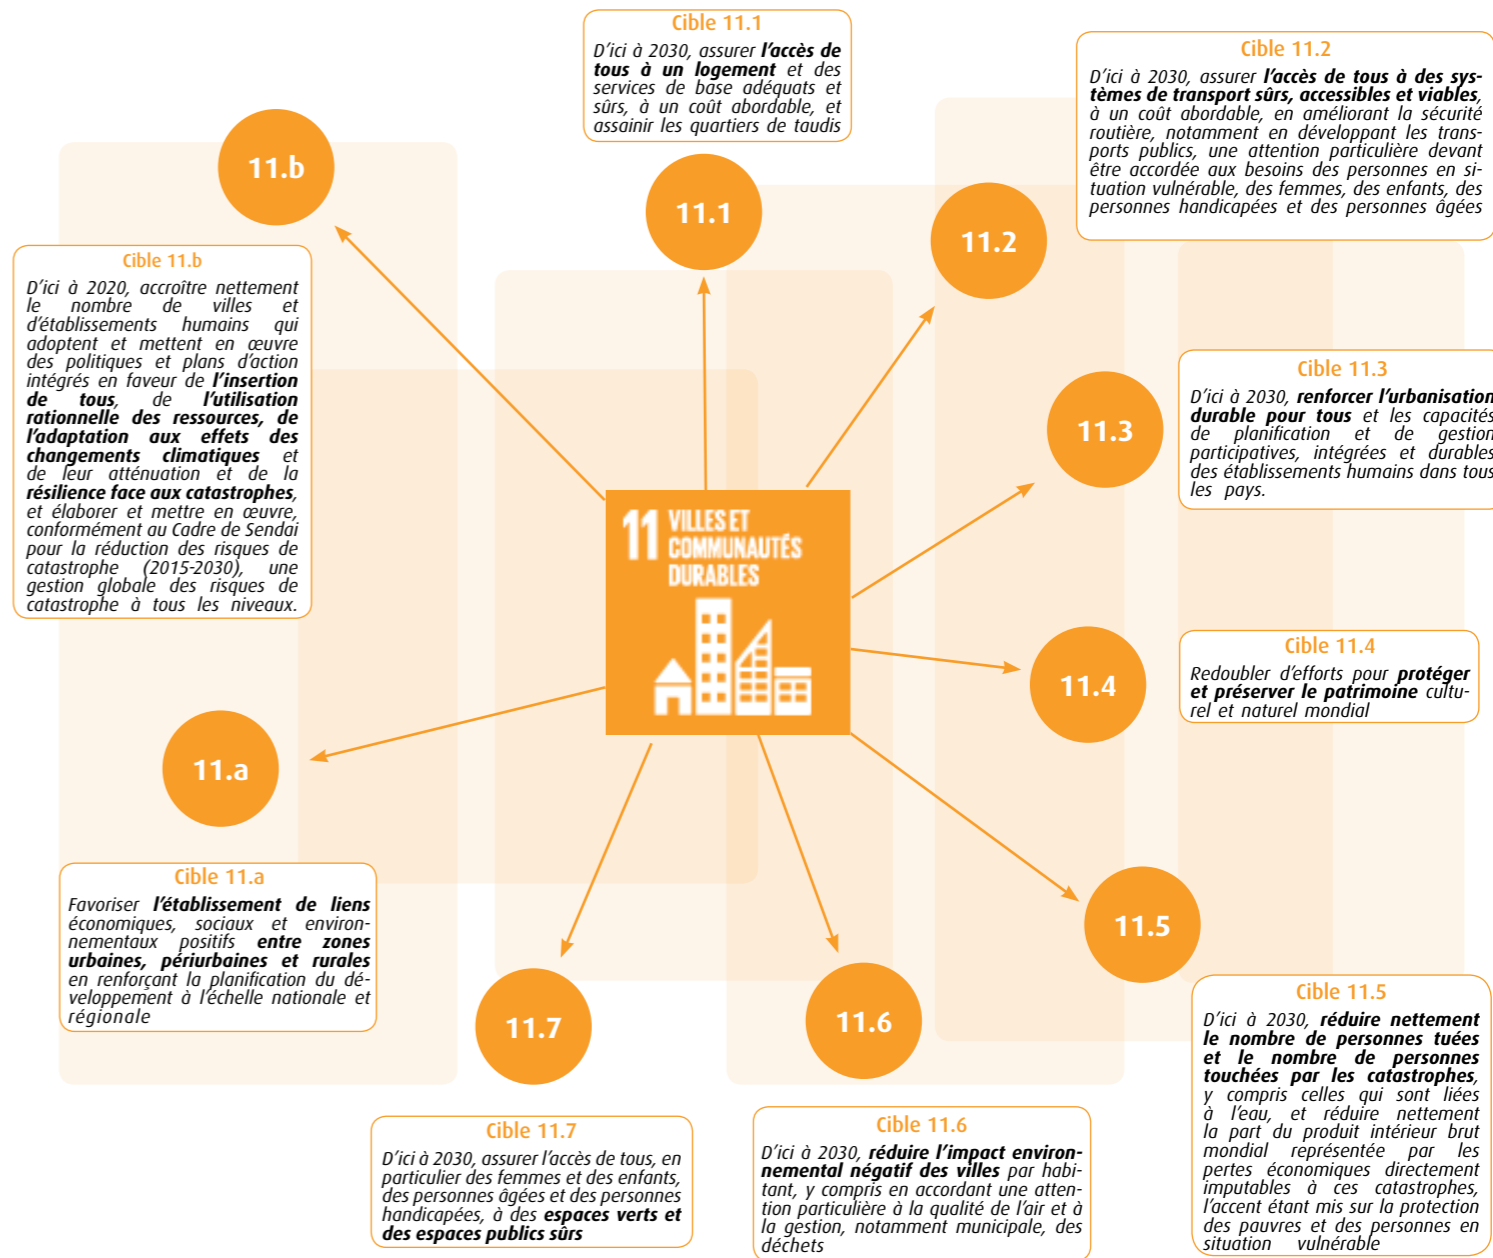 Cible 11.1
D'ici à 2030, assurer l'accès de
tous à un logement et des
services de base adéquats et
sûrs, à un coût abordable, et
assainir les quartiers de taudis
Cible 11.2
D'ici à 2030, assurer l'accès de tous à des sys-
tèmes de transport sûrs, accessibles et viables,
à un coût abordable, en améliorant la sécurité
routière, notamment en développant les trans-
ports publics, une attention particulière devant
être accordée aux besoins des personnes en si-
tuation vulnérable, des femmes, des enfants, des
personnes handicapées et des personnes âgées
11.b
11.1
11.2
Cible 11.b
D'ici à 2020, accroître nettement
le nombre de villes et
d'établissements humains qui
adoptent et mettent en œuvre
des politiques et plans d'action
intégrés en faveur de l'insertion
de tous, de l'utilisation
rationnelle des ressources, de
l'adaptation aux effets des
changements climatiques et
de leur atténuation et de la
résilience face aux catastrophes,
et élaborer et mettre en œuvre,
conformément au Cadre de Sendai
pour la réduction des risques de
catastrophe (2015-2030), une
gestion globale des risques de
catastrophe à tous les niveaux.
11.3
Cible 11.3
D'ici à 2030, renforcer l'urbanisation
durable pour tous et les capacités
de planification et de gestion
participatives, intégrées et durables
des établissements humains dans tous
les pays.
11 VILLES ET
COMMUNAUTÉS
DURABLES
11.4
Cible 11.4
Redoubler d'efforts pour protéger
et préserver le patrimoine cultu-
rel et naturel mondial
11.a
Cible 11.a
Favoriser l'établissement de liens
économiques, sociaux et environ-
nementaux positifs entre zones
urbaines, périurbaines et rurales
en renforçant la planification du dé-
veloppement à l'échelle nationale et
régionale
11.5
Cible 11.5
D'ici à 2030, réduire nettement
le nombre de personnes tuées
et le nombre de personnes
touchées par les catastrophes,
y compris celles qui sont liées
à l'eau, et réduire nettement
la part du produit intérieur brut
mondial représentée par les
pertes économiques directement
imputables à ces catastrophes,
l'accent étant mis sur la protection
des pauvres et des personnes en
situation vulnérable
11.7
11.6
Cible 11.7
D'ici à 2030, assurer l'accès de tous, en
particulier des femmes et des enfants,
des personnes âgées et des personnes
handicapées, à des espaces verts et
des espaces publics sûrs
Cible 11.6
D'ici à 2030, réduire l'impact environ-
nemental négatif des villes par habi-
tant, y compris en accordant une atten-
tion particulière à la qualité de l'air et à
la gestion, notamment municipale, des
déchets